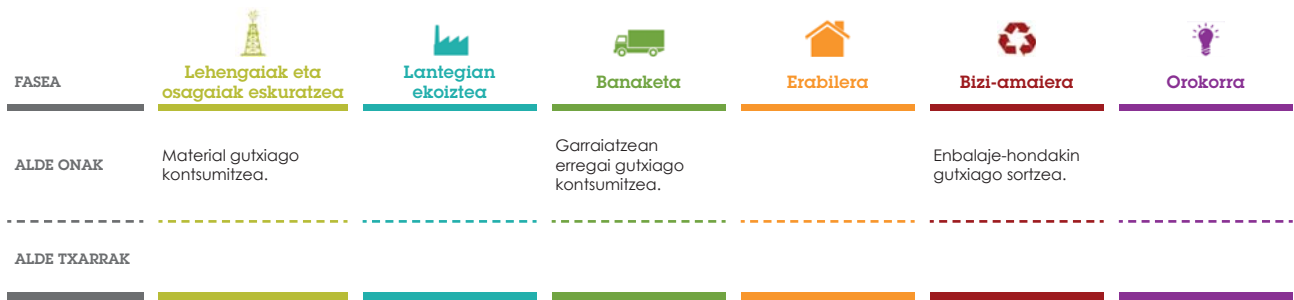 FASEA
Lehengaiak eta
osagaiak eskuratzea
Lantegian
ekoiztea
Banaketa
Erabilera
Bizi-amaiera
Orokorra
ALDE ONAK
Material gutxiago
kontsumitzea.
Garraiatzean
erregai gutxiago
kontsumitzea.
Enbalaje-hondakin
gutxiago sortzea.
ALDE TXARRAK